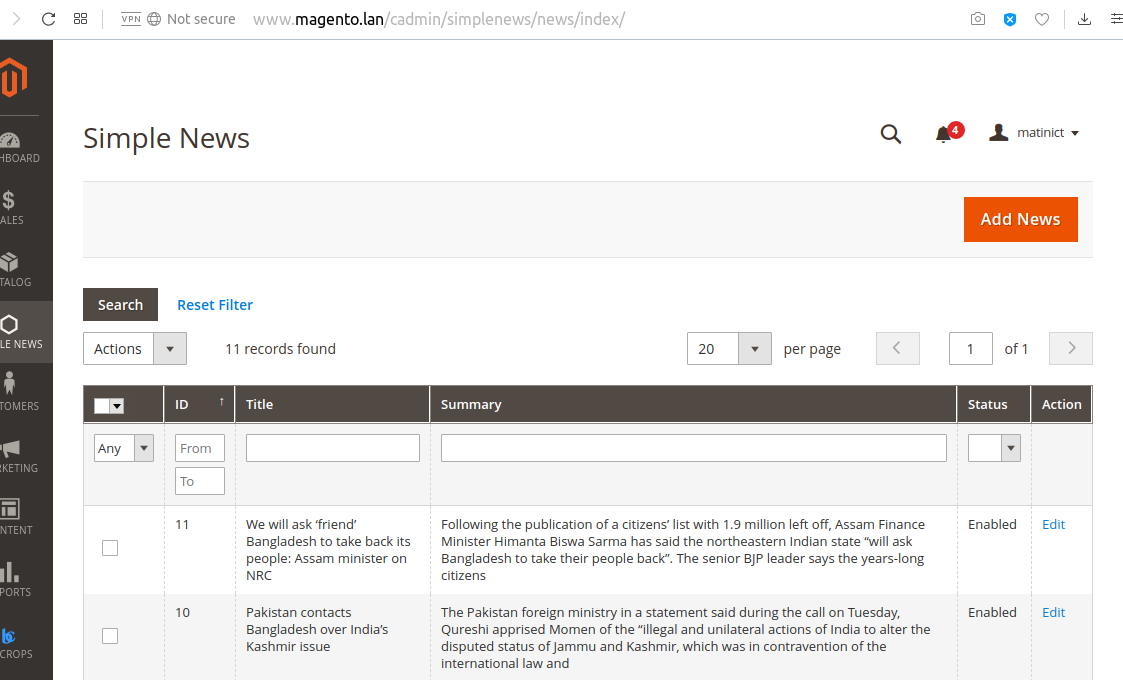 VPN Not secure www.magento.lan/cadmin/simplenews/news/index/
HBOARD
ALES
TALOG
LE NEWS
TOMERS
RKETING
NTENT
PORTS
CROPS
Simple News
4
matinict
Add News
Search Reset Filter
Actions 11 records found 20 per page 1 of 1
ID ↑ Title Summary Status Action
Any From
To
11 We will ask ‘friend’ Following the publication of a citizens’ list with 1.9 million left off, Assam Finance Enabled Edit
Bangladesh to take back its Minister Himanta Biswa Sarma has said the northeastern Indian state “will ask
people: Assam minister on Bangladesh to take their people back”. The senior BJP leader says the years-long
NRC citizens
10 Pakistan contacts The Pakistan foreign ministry in a statement said during the call on Tuesday, Enabled Edit
Bangladesh over India’s Qureshi apprised Momen of the “illegal and unilateral actions of India to alter the
Kashmir issue disputed status of Jammu and Kashmir, which was in contravention of the
international law and